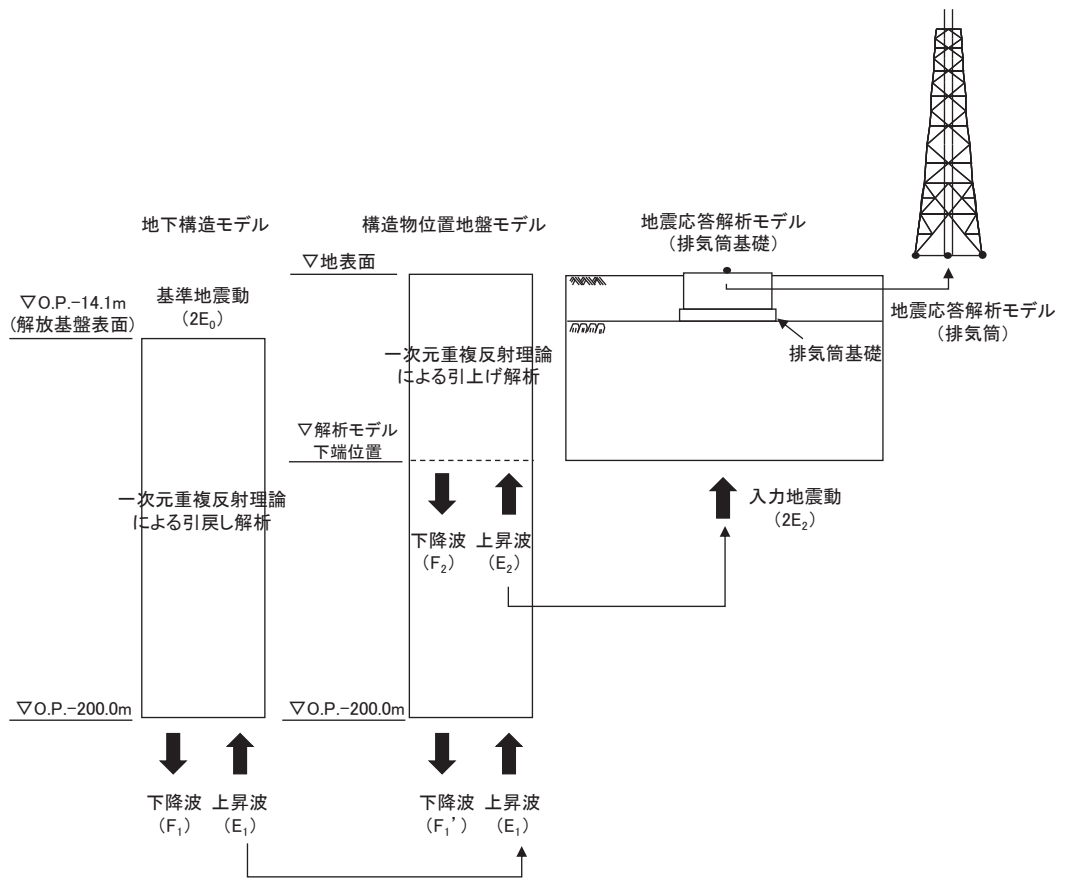 地下構造モデル
▽O.P.-14.1m
(解放基盤表面)
基準地震動
(2E₀)
一次元重複反射理論
による引戻し解析
▽O.P.-200.0m
下降波
(F₁)
上昇波
(E₁)
構造物位置地盤モデル
▽地表面
一次元重複反射理論
による引上げ解析
▽解析モデル
下端位置
下降波
(F₂)
上昇波
(E₂)
▽O.P.-200.0m
下降波
(F₁’)
上昇波
(E₁)
地震応答解析モデル
(排気筒基礎)
排気筒基礎
入力地震動
(2E₂)
地震応答解析モデル
(排気筒)